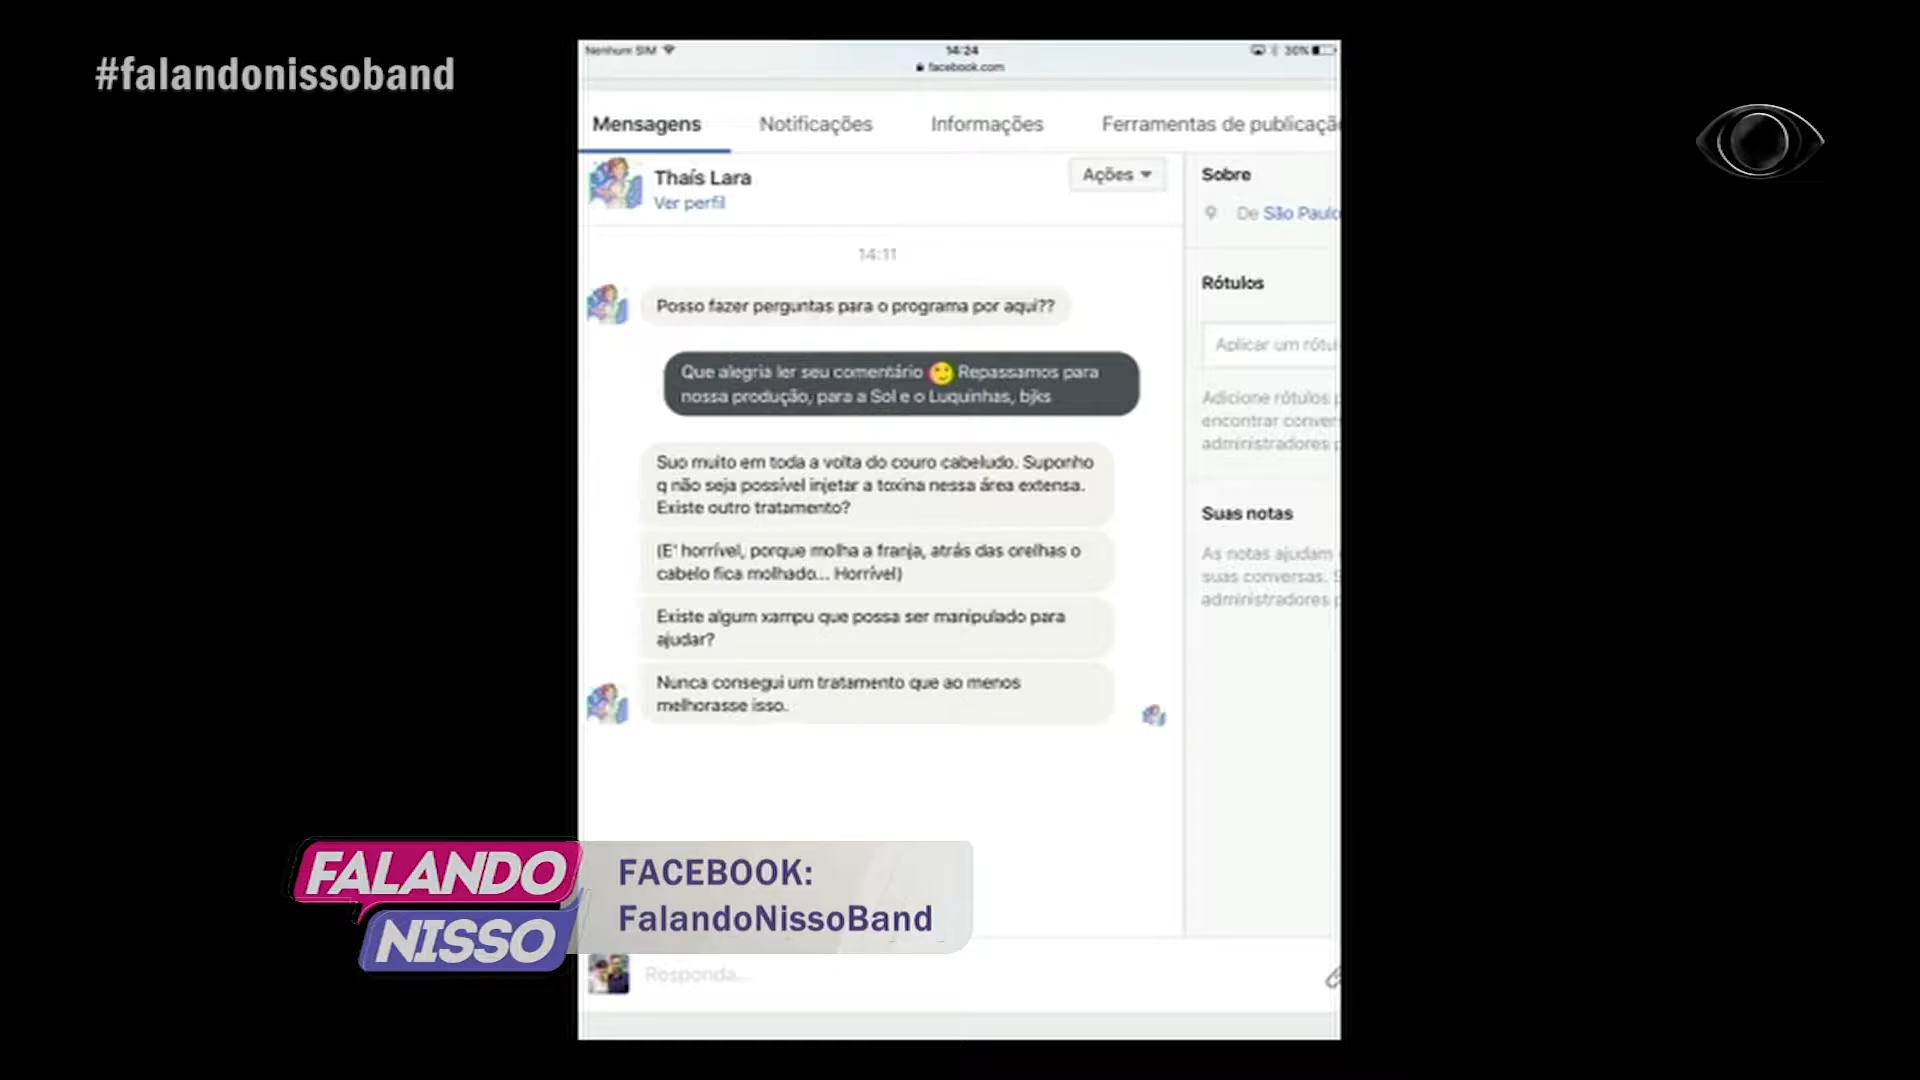 #falandonissoband
Nenhum SIM
14:24
30%
facebook.com
Mensagens
Notificações
Informações
Ferramentas de publicaçã
Thaís Lara
Ver perfil
Ações
Sobre
De São Paulo
14:11
Rótulos
Posso fazer perguntas para o programa por aqui??
Aplicar um rótu
Que alegria ler seu comentário 🙂 Repassamos para
nossa produção, para a Sol e o Luquinhas, bjks
Adicione rótulos p
encontrar conver
administradores p
Suo muito em toda a volta do couro cabeludo. Suponho
q não seja possível injetar a toxina nessa área extensa.
Existe outro tratamento?
Suas notas
(E' horrível, porque molha a franja, atrás das orelhas o
cabelo fica molhado... Horrível)
As notas ajudam
suas conversas. S
administradores p
Existe algum xampu que possa ser manipulado para
ajudar?
Nunca consegui um tratamento que ao menos
melhorasse isso.
FALANDO
NISSO
FACEBOOK:
FalandoNissoBand
Responda...